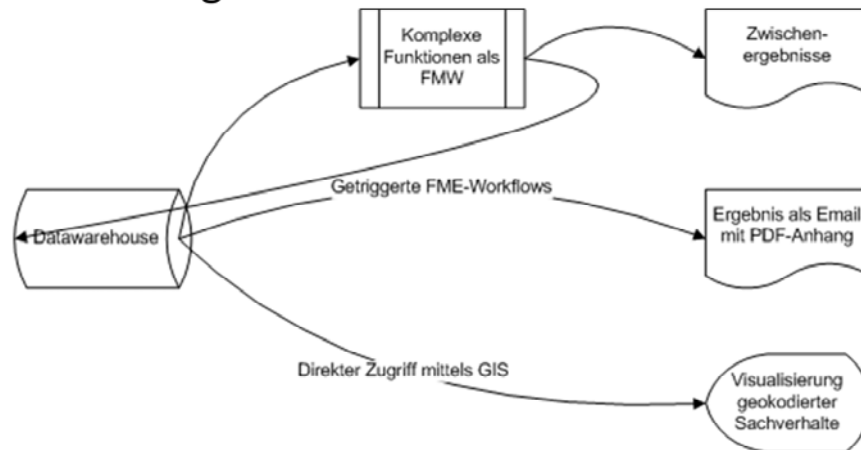 Komplexe
Funktionen als
FMW
Zwischen-
ergebnisse
Getriggerte FME-Workflows
Datawarehouse
Ergebnis als Email
mit PDF-Anhang
Direkter Zugriff mittels GIS
Visualisierung
geokodierter
Sachverhalte